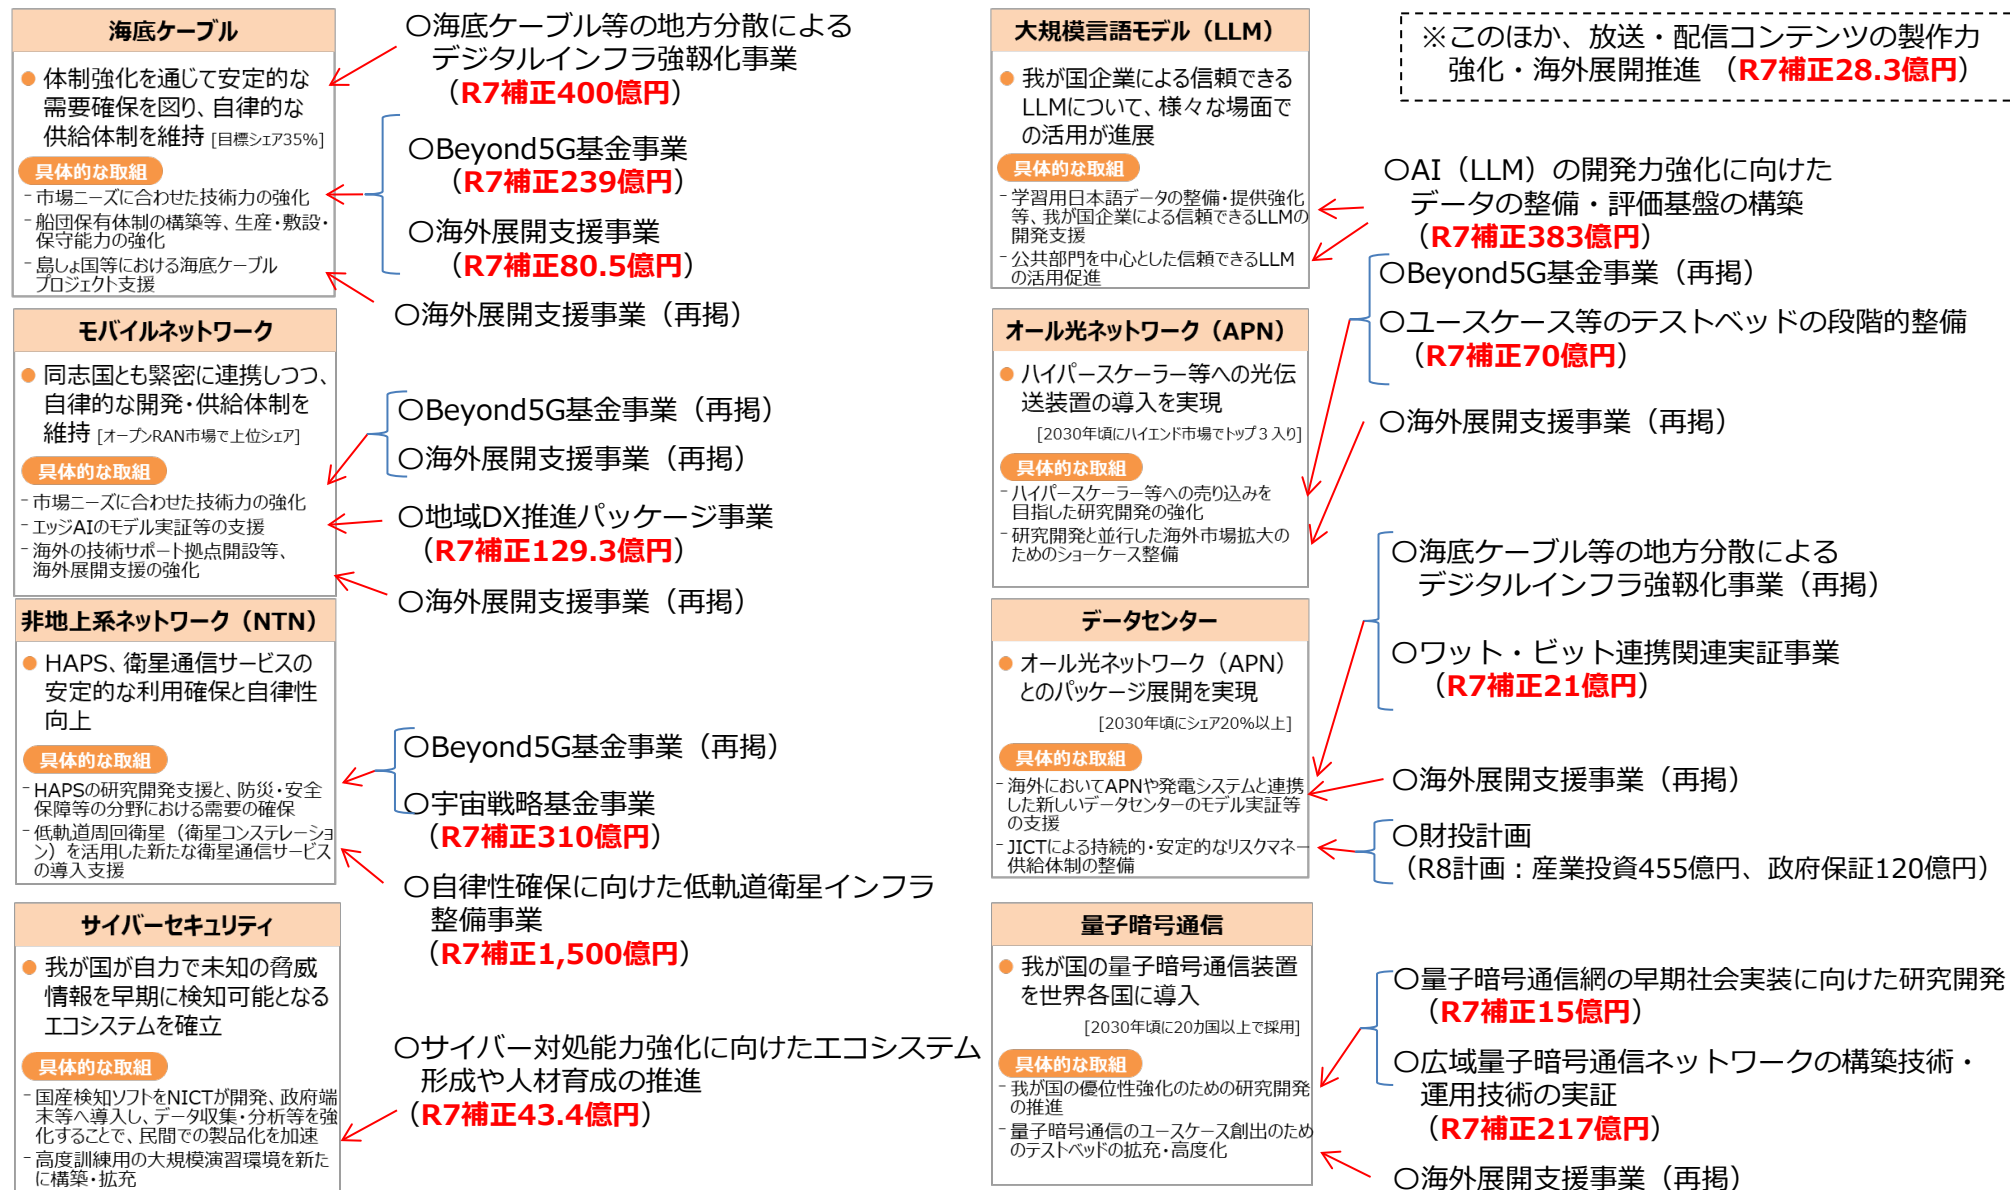 海底ケーブル
● 体制強化を通じて安定的な
需要確保を図り、自律的な
供給体制を維持 [目標シェア35%]
具体的な取組
- 市場ニーズに合わせた技術力の強化
- 船団保有体制の構築等、生産・敷設・
保守能力の強化
- 島しょ国等における海底ケーブル
プロジェクト支援
〇海底ケーブル等の地方分散による
デジタルインフラ強靱化事業
（R7補正400億円）
〇Beyond5G基金事業
（R7補正239億円）
〇海外展開支援事業
（R7補正80.5億円）
〇海外展開支援事業（再掲）
モバイルネットワーク
● 同志国とも緊密に連携しつつ、
自律的な開発・供給体制を
維持 [オープンRAN市場で上位シェア]
具体的な取組
- 市場ニーズに合わせた技術力の強化
- エッジAIのモデル実証等の支援
- 海外の技術サポート拠点開設等、
海外展開支援の強化
〇Beyond5G基金事業（再掲）
〇海外展開支援事業（再掲）
〇地域DX推進パッケージ事業
（R7補正129.3億円）
〇海外展開支援事業（再掲）
非地上系ネットワーク（NTN）
● HAPS、衛星通信サービスの
安定的な利用確保と自律性
向上
具体的な取組
- HAPSの研究開発支援と、防災・安全
保障等の分野における需要の確保
- 低軌道周回衛星（衛星コンステレーショ
ン）を活用した新たな衛星通信サービス
の導入支援
〇Beyond5G基金事業（再掲）
〇宇宙戦略基金事業
（R7補正310億円）
〇自律性確保に向けた低軌道衛星インフラ
整備事業
（R7補正1,500億円）
サイバーセキュリティ
● 我が国が自力で未知の脅威
情報を早期に検知可能となる
エコシステムを確立
具体的な取組
- 国産検知ソフトをNICTが開発、政府端
末等へ導入し、データ収集・分析等を強
化することで、民間での製品化を加速
- 高度訓練用の大規模演習環境を新た
に構築・拡充
〇サイバー対処能力強化に向けたエコシステム
形成や人材育成の推進
（R7補正43.4億円）
大規模言語モデル（LLM）
● 我が国企業による信頼できる
LLMについて、様々な場面で
の活用が進展
具体的な取組
- 学習用日本語データの整備・提供強化
等、我が国企業による信頼できるLLMの
開発支援
- 公共部門を中心とした信頼できるLLM
の活用促進
※このほか、放送・配信コンテンツの製作力
強化・海外展開推進 （R7補正28.3億円）
〇AI（LLM）の開発力強化に向けた
データの整備・評価基盤の構築
（R7補正383億円）
オール光ネットワーク（APN）
● ハイパースケーラー等への光伝
送装置の導入を実現
[2030年頃にハイエンド市場でトップ３入り]
具体的な取組
- ハイパースケーラー等への売り込みを
目指した研究開発の強化
- 研究開発と並行した海外市場拡大の
ためのショーケース整備
〇Beyond5G基金事業（再掲）
〇ユースケース等のテストベッドの段階的整備
（R7補正70億円）
〇海外展開支援事業（再掲）
データセンター
● オール光ネットワーク（APN）
とのパッケージ展開を実現
[2030年頃にシェア20%以上]
具体的な取組
- 海外においてAPNや発電システムと連携
した新しいデータセンターのモデル実証等
の支援
- JICTによる持続的・安定的なリスクマネー
供給体制の整備
〇海底ケーブル等の地方分散による
デジタルインフラ強靱化事業（再掲）
〇ワット・ビット連携関連実証事業
（R7補正21億円）
〇海外展開支援事業（再掲）
〇財投計画
（R8計画：産業投資455億円、政府保証120億円）
量子暗号通信
● 我が国の量子暗号通信装置
を世界各国に導入
[2030年頃に20カ国以上で採用]
具体的な取組
- 我が国の優位性強化のための研究開発
の推進
- 量子暗号通信のユースケース創出のため
のテストベッドの拡充・高度化
〇量子暗号通信網の早期社会実装に向けた研究開発
（R7補正15億円）
〇広域量子暗号通信ネットワークの構築技術・
運用技術の実証
（R7補正217億円）
〇海外展開支援事業（再掲）